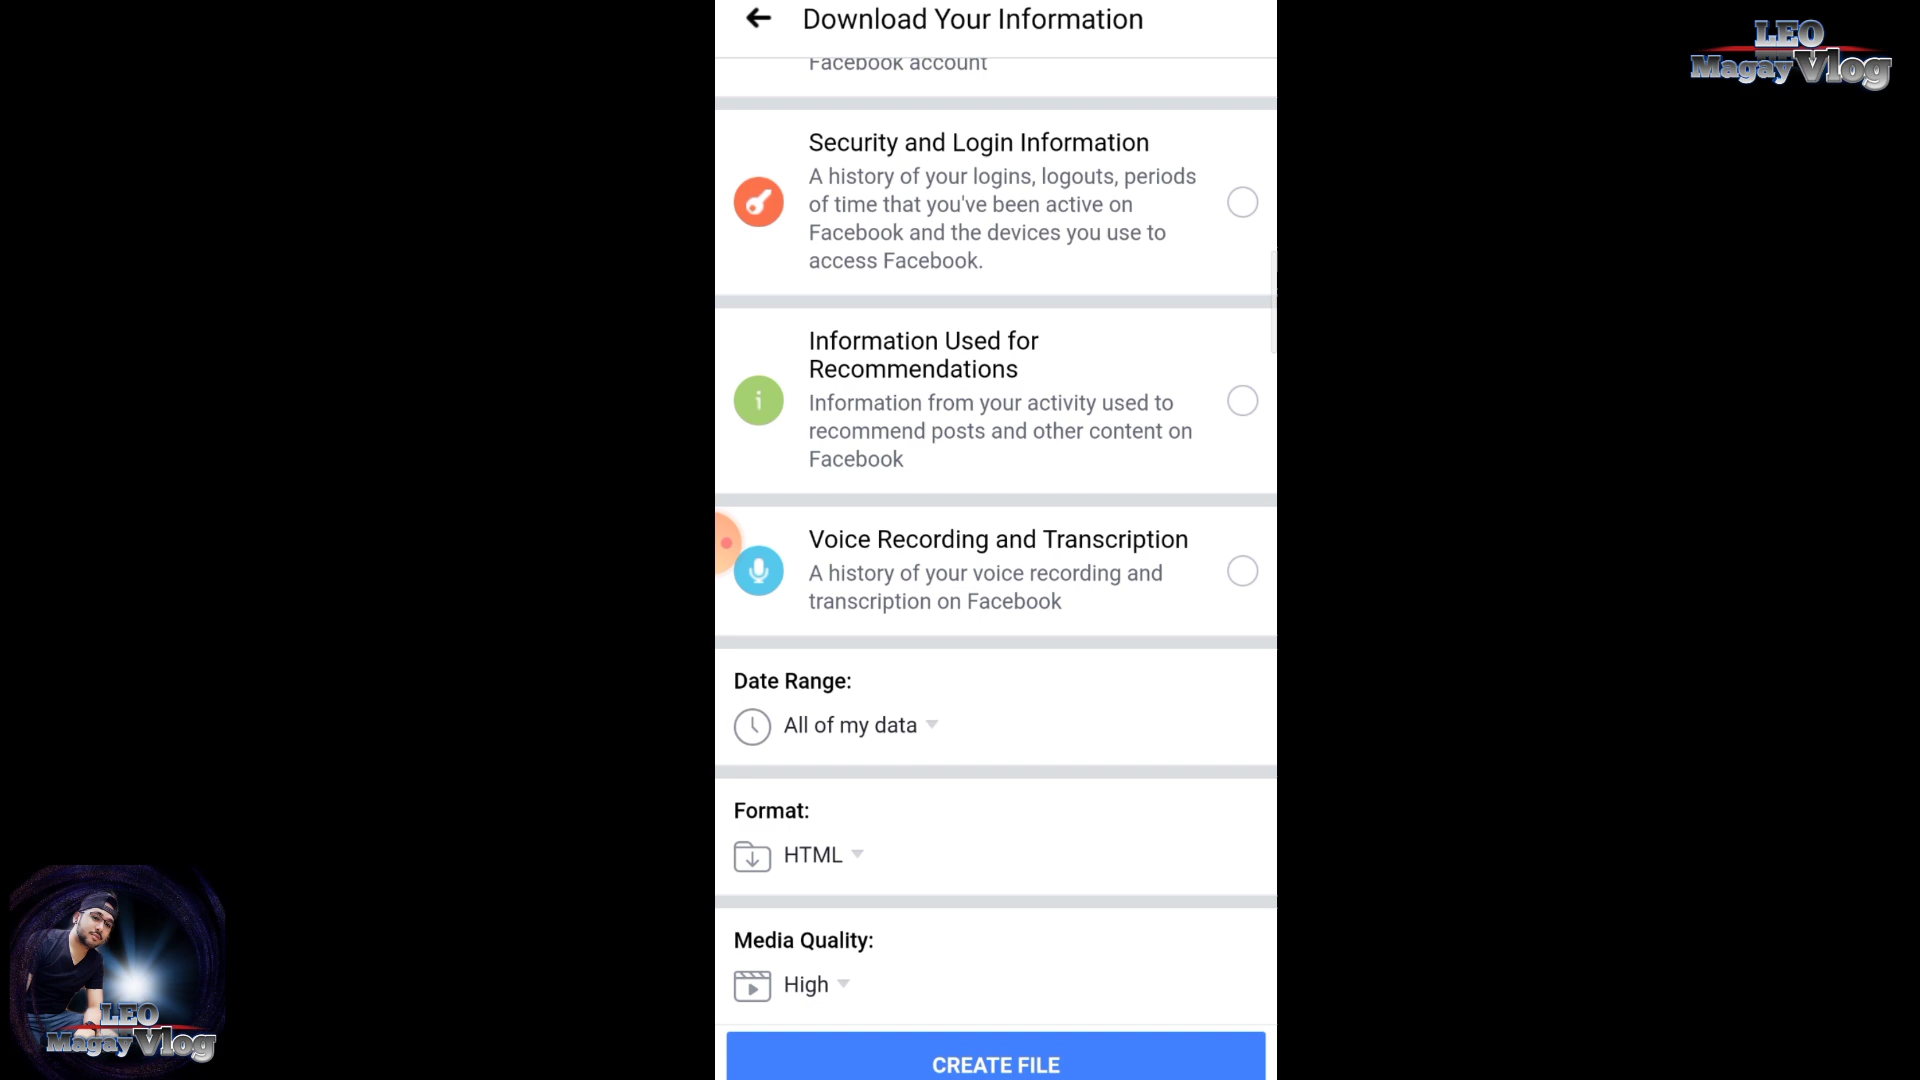 Download Your Information
LEO
Magay Vlog
Facebook account
Security and Login Information
A history of your logins, logouts, periods
of time that you've been active on
Facebook and the devices you use to
access Facebook.
Information Used for
Recommendations
Information from your activity used to
recommend posts and other content on
Facebook
Voice Recording and Transcription
A history of your voice recording and
transcription on Facebook
Date Range:
All of my data
Format:
HTML
Media Quality:
High
CREATE FILE
LEO
Magay Vlog